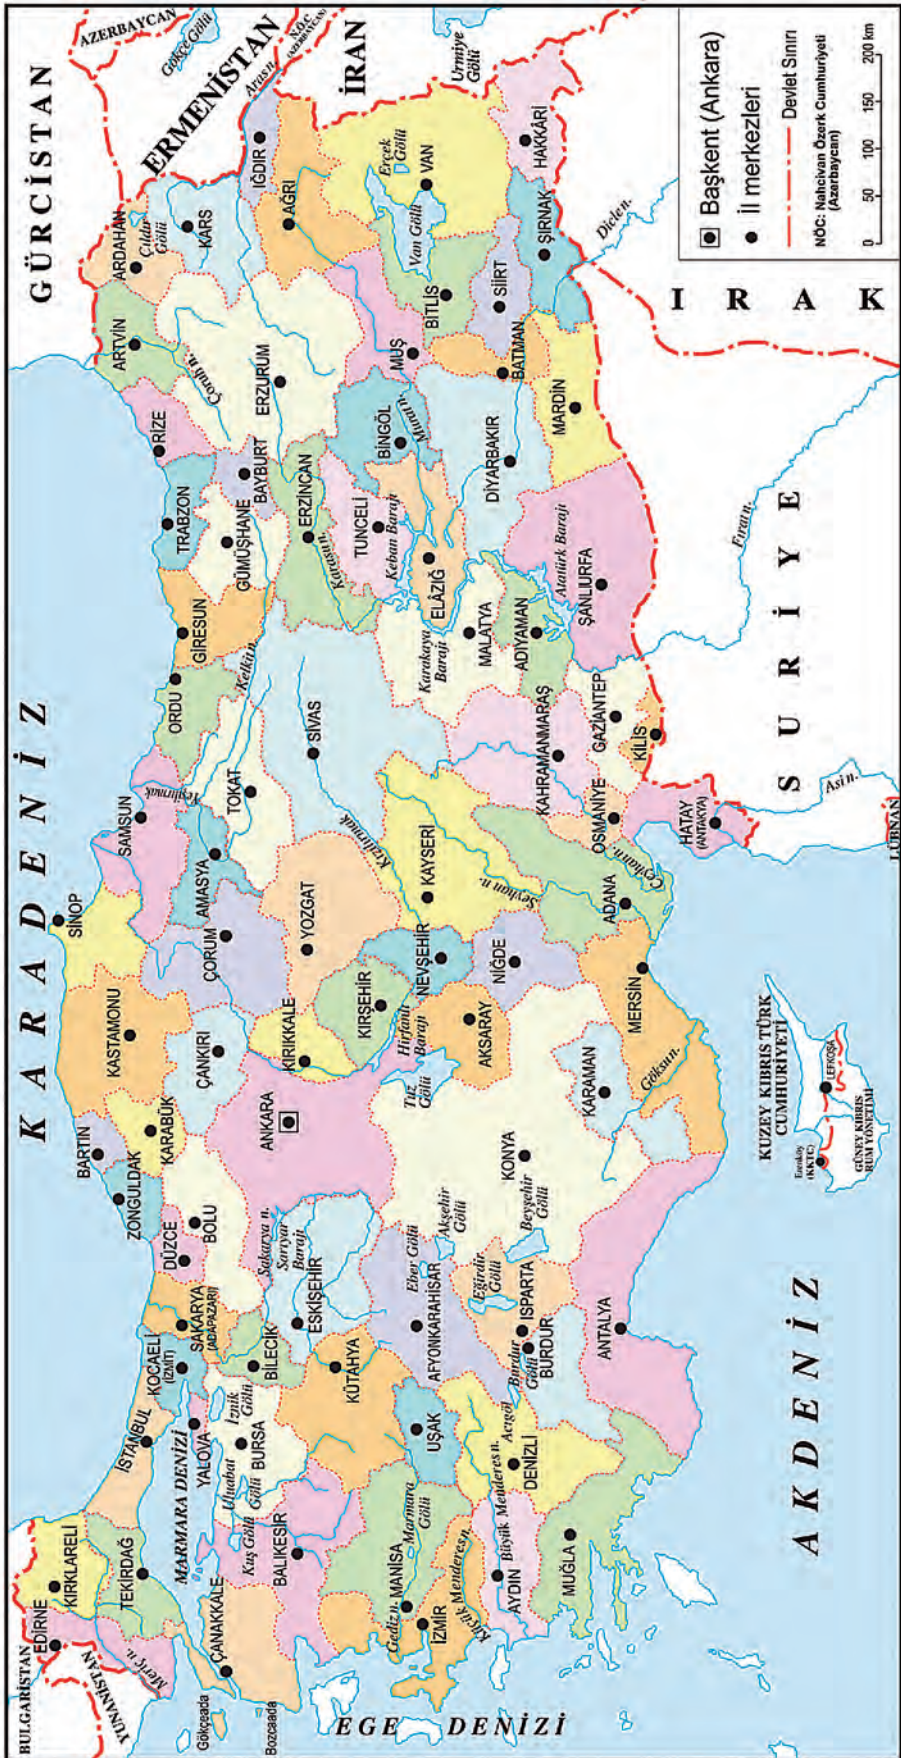 BULGARİSTAN
YUNANİSTAN
KARADENİZ
GÜRCİSTAN
AZERBAYCAN
Gökçe Gölü
ERMENİSTAN
Aras n.
N.Ö.C
(AZERBAYCAN)
İRAN
Urmiye
Gölü
EDİRNE
KIRKLARELİ
TEKİRDAĞ
Meriç n.
İSTANBUL
MARMARA DENİZİ
YALOVA
KOCAELİ
(İZMİT)
SAKARYA
(ADAPAZARI)
DÜZCE
BOLU
ZONGULDAK
BARTIN
KARABÜK
KASTAMONU
SİNOP
ÇANKIRI
ÇORUM
SAMSUN
AMASYA
Yeşilırmak
TOKAT
ORDU
Kelkit n.
GİRESUN
TRABZON
GÜMÜŞHANE
BAYBURT
RİZE
ARTVİN
Çoruh n.
ARDAHAN
Çıldır
Gölü
KARS
IĞDIR
AĞRI
ERZURUM
ERZİNCAN
Karasu n.
Gökçeada
Bozcaada
ÇANAKKALE
Kuş Gölü
Uluabat
Gölü
BURSA
İznik
Gölü
BALIKESİR
BİLECİK
KÜTAHYA
ESKİŞEHİR
Sakarya n.
Sarıyar
Barajı
ANKARA
KIRIKKALE
KIRŞEHİR
Hirfanlı
Barajı
YOZGAT
Kızılırmak
SİVAS
KAYSERİ
NEVŞEHİR
NİĞDE
AKSARAY
Tuz
Gölü
TUNCELİ
Keban Barajı
ELÂZIĞ
BİNGÖL
Murat n.
MUŞ
BİTLİS
Van Gölü
Erçek
Gölü
VAN
HAKKÂRİ
ŞIRNAK
SİİRT
BATMAN
DİYARBAKIR
MARDİN
Karakaya
Barajı
MALATYA
ADIYAMAN
Atatürk Barajı
ŞANLIURFA
KAHRAMANMARAŞ
GAZİANTEP
KİLİS
OSMANİYE
HATAY
(ANTAKYA)
Seyhan n.
Ceyhan n.
ADANA
MERSİN
Göksu n.
KARAMAN
KONYA
Akşehir
Gölü
Beyşehir
Gölü
Eber Gölü
AFYONKARAHİSAR
Eğirdir
Gölü
ISPARTA
Burdur
Gölü
BURDUR
ANTALYA
UŞAK
Acıgöl
DENİZLİ
MANİSA
Marmara
Gölü
Gediz n.
İZMİR
Küçük Menderes n.
AYDIN
Büyük Menderes n.
MUĞLA
EGE DENİZİ
AKDENİZ
KUZEY KIBRIS TÜRK
CUMHURİYETİ
LEFKOŞA
Erenköy
(KKTC)
GÜNEY KIBRIS
RUM YÖNETİMİ
LÜBNAN
Asi n.
SURİYE
Fırat n.
IRAK
Dicle n.
Başkent (Ankara)
İl merkezleri
Devlet Sınırı
NÖC: Nahcivan Özerk Cumhuriyeti
(Azerbaycan)
0 50 100 150 200 km